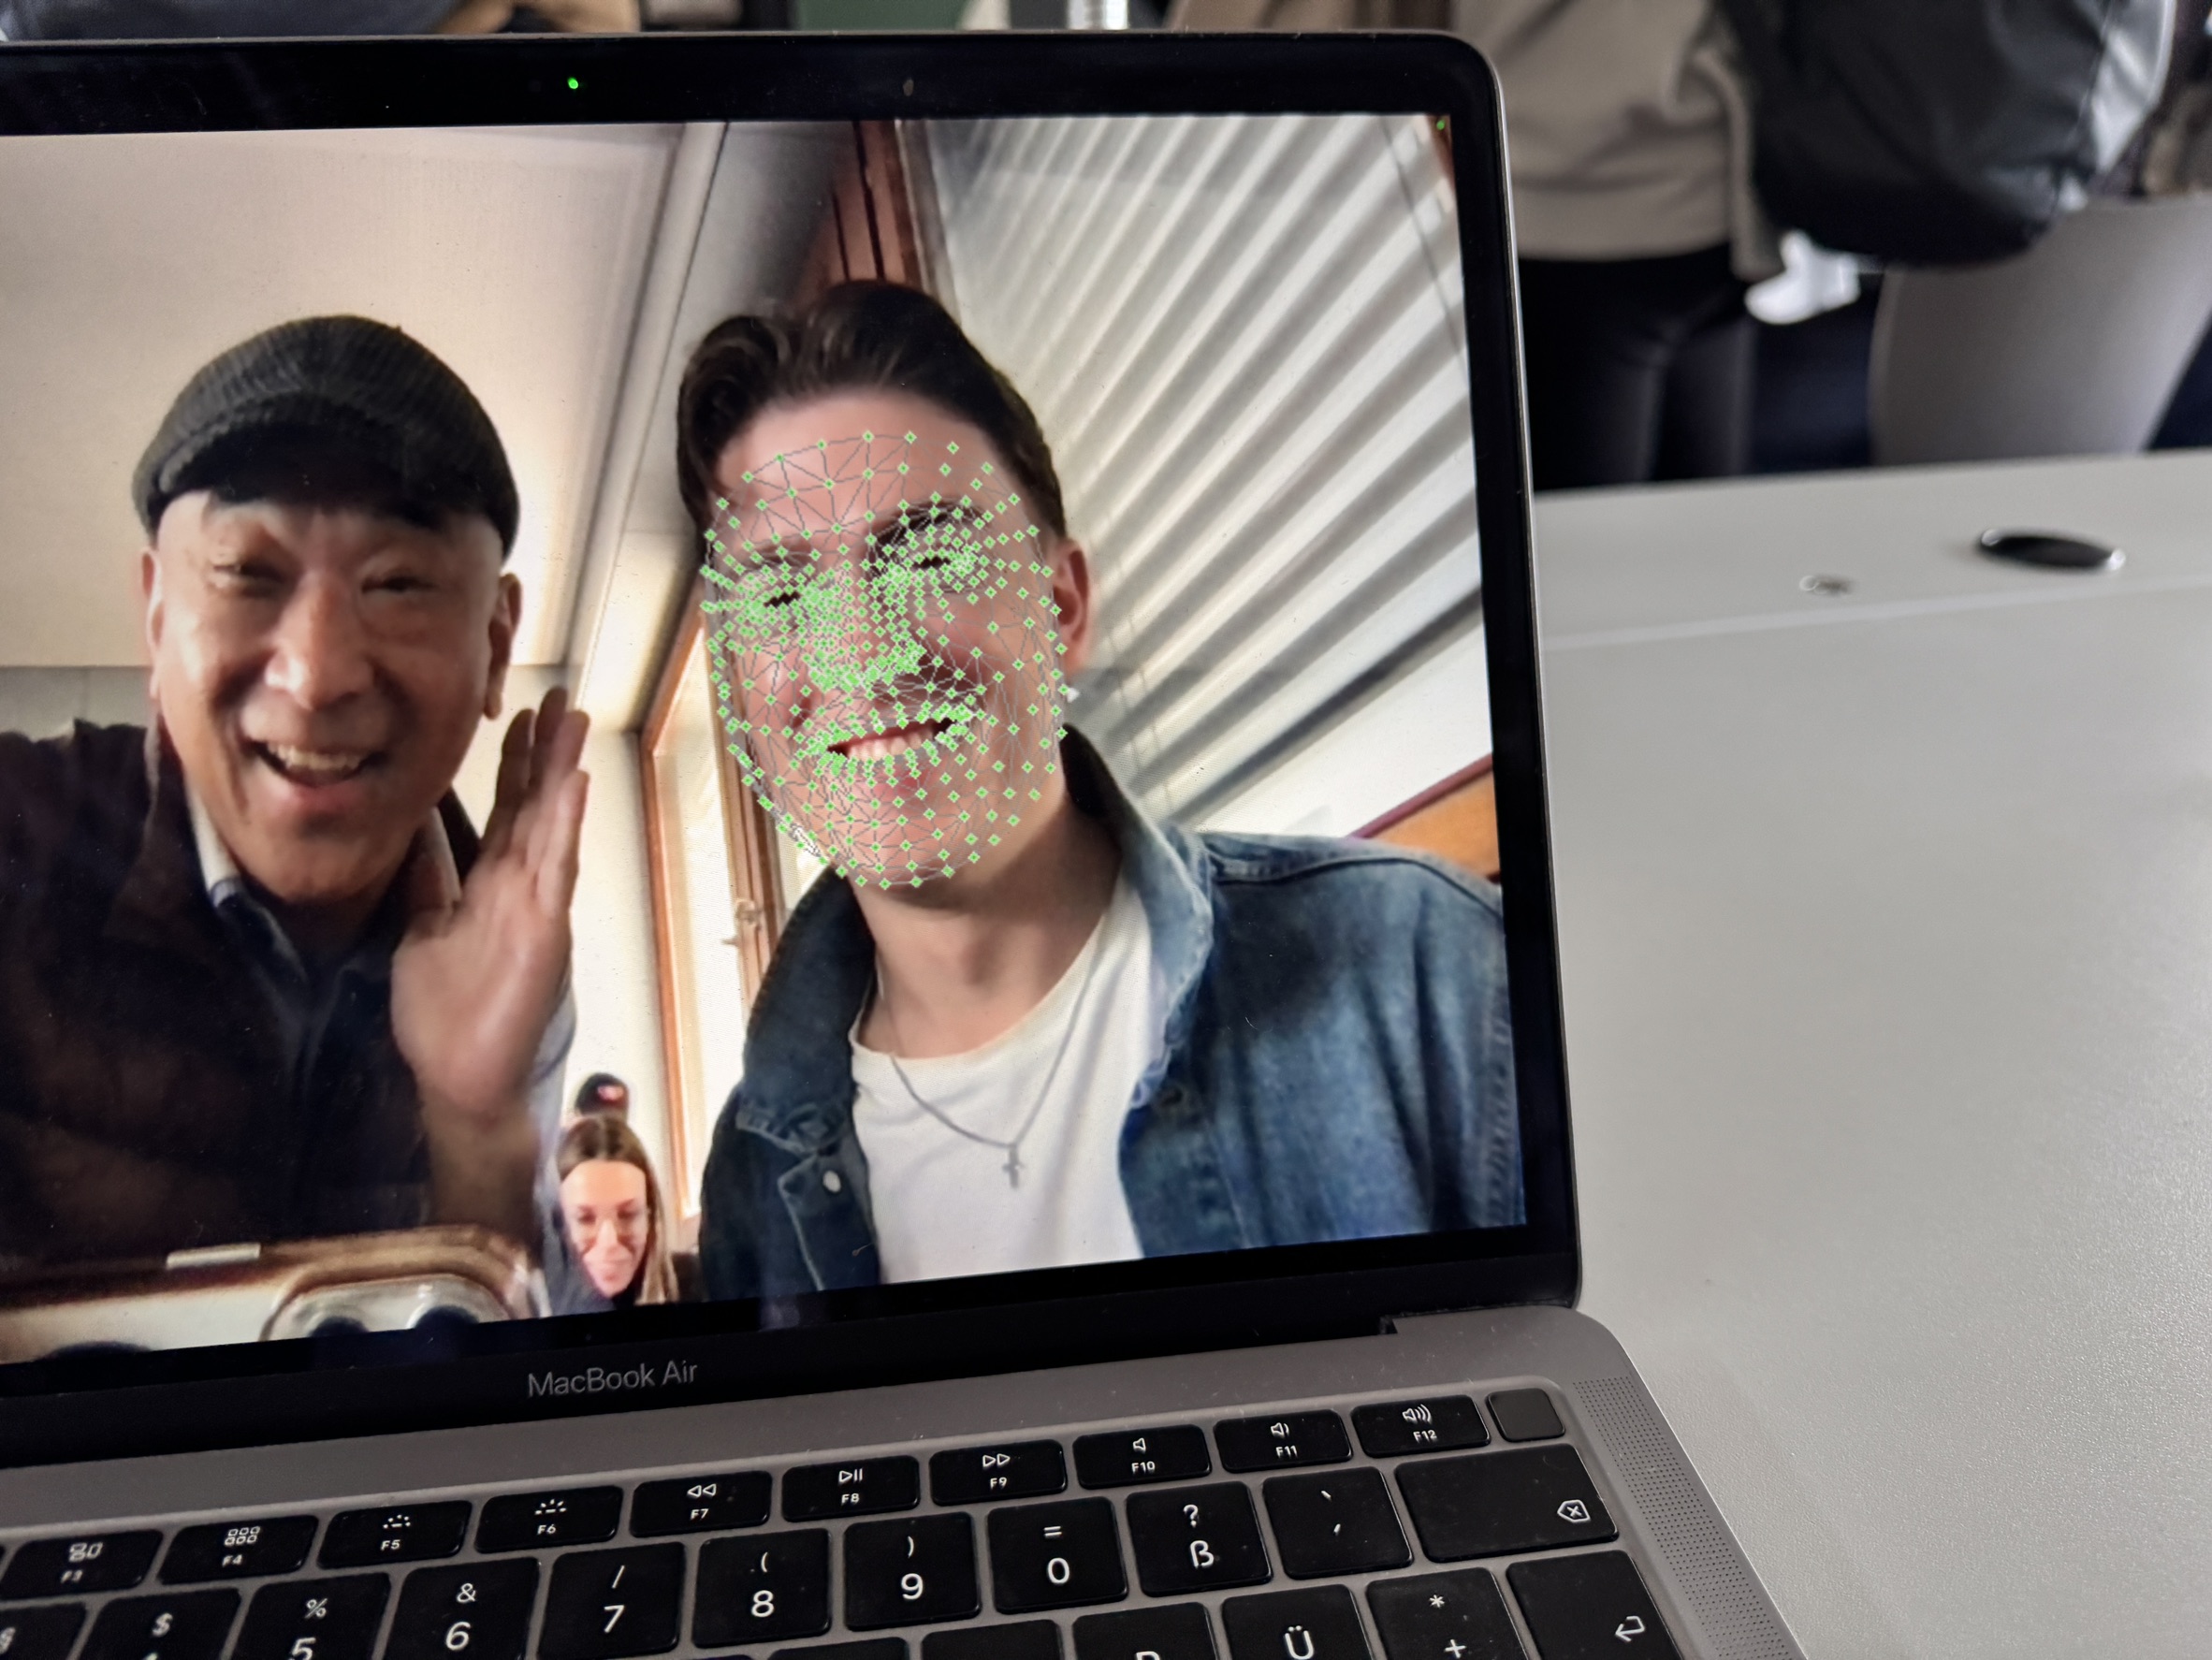 MacBook Air
F3 F4 F5 F6 F7 F8 F9 F10 F11 F12
$ % & / ( ) = ? `
5 6 7 8 9 0 ß ´
Ü * +